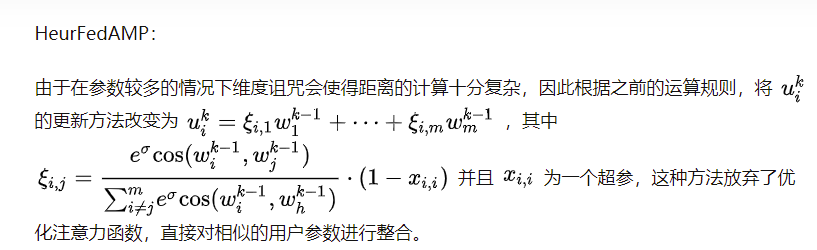 HeurFedAMP:
由于在参数较多的情况下维度诅咒会使得距离的计算十分复杂，因此根据之前的运算规则，将 $u_i^k$
的更新方法改变为 $u_i^k = \xi_{i,1} w_1^{k-1} + \cdots + \xi_{i,m} w_m^{k-1}$ ，其中
$\xi_{i,j} = \frac{e^{\sigma} \cos(w_i^{k-1}, w_j^{k-1})}{\sum_{i \neq j}^{m} e^{\sigma} \cos(w_i^{k-1}, w_h^{k-1})} \cdot (1 - x_{i,i})$ 并且 $x_{i,i}$ 为一个超参，这种方法放弃了优
化注意力函数，直接对相似的用户参数进行整合。